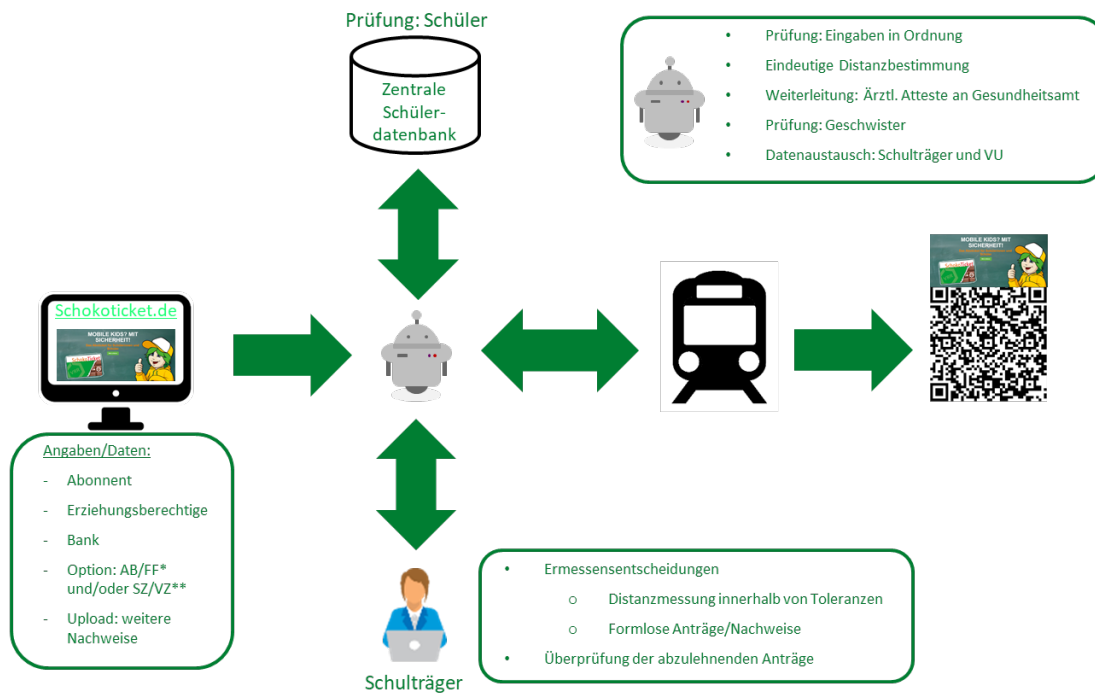 Prüfung: Schüler
Zentrale
Schüler-
datenbank
• Prüfung: Eingaben in Ordnung
• Eindeutige Distanzbestimmung
• Weiterleitung: Ärztl. Atteste an Gesundheitsamt
• Prüfung: Geschwister
• Datenaustausch: Schulträger und VU
MOBILE KIDS? MIT
SICHERHEIT!
Schokoticket.de
MOBILE KIDS? MIT
SICHERHEIT!
Angaben/Daten:
- Abonnent
- Erziehungsberechtige
- Bank
- Option: AB/FF*
und/oder SZ/VZ**
- Upload: weitere
Nachweise
• Ermessensentscheidungen
o Distanzmessung innerhalb von Toleranzen
o Formlose Anträge/Nachweise
• Überprüfung der abzulehnenden Anträge
Schulträger